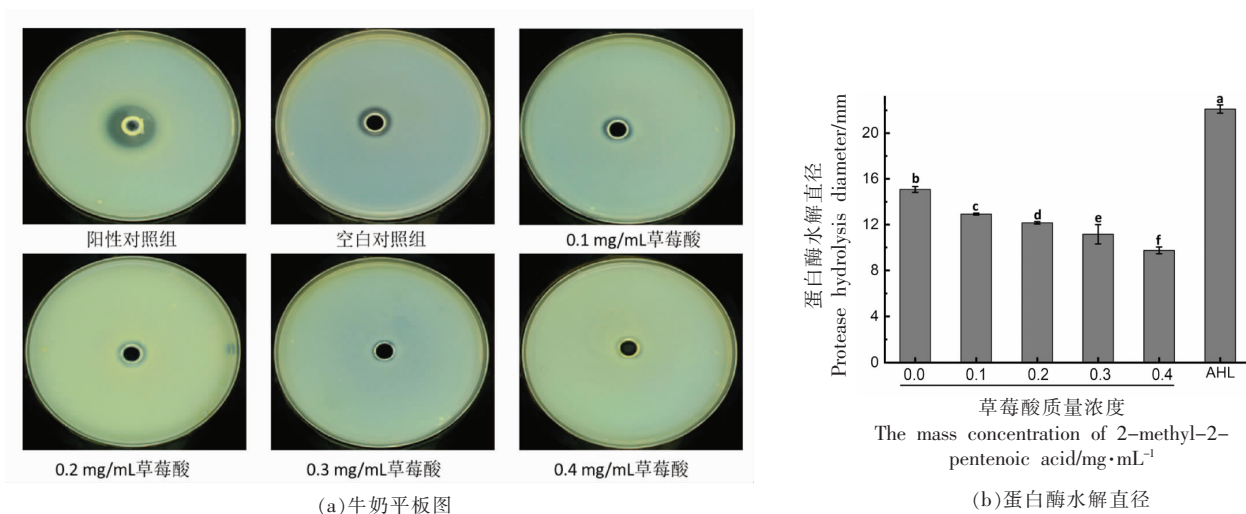 阳性对照组
空白对照组
0.1 mg/mL草莓酸
0.2 mg/mL草莓酸
0.3 mg/mL草莓酸
0.4 mg/mL草莓酸
(a)牛奶平板图
蛋白酶水解直径
Protease hydrolysis diameter/mm
20
16
12
8
4
0
b
c
d
e
f
a
0.0
0.1
0.2
0.3
0.4
AHL
草莓酸质量浓度
The mass concentration of 2−methyl−2−
pentenoic acid/mg·mL⁻¹
(b)蛋白酶水解直径